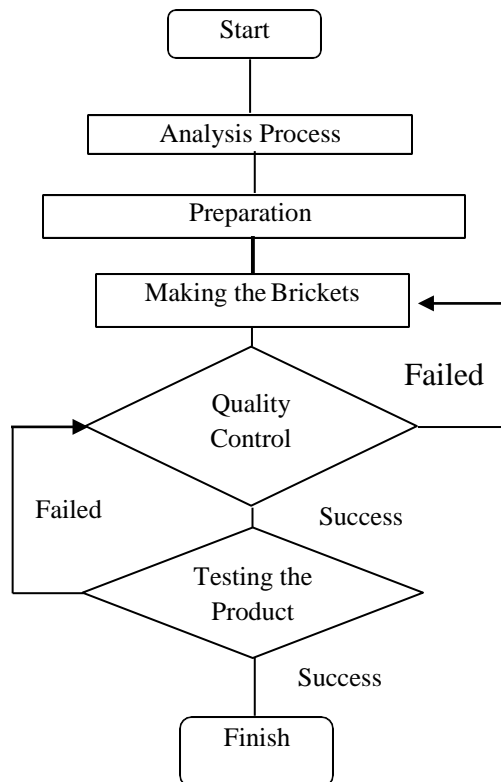 Start
Analysis Process
Preparation
Making the Brickets
Failed
Quality
Control
Failed
Success
Testing the
Product
Success
Finish